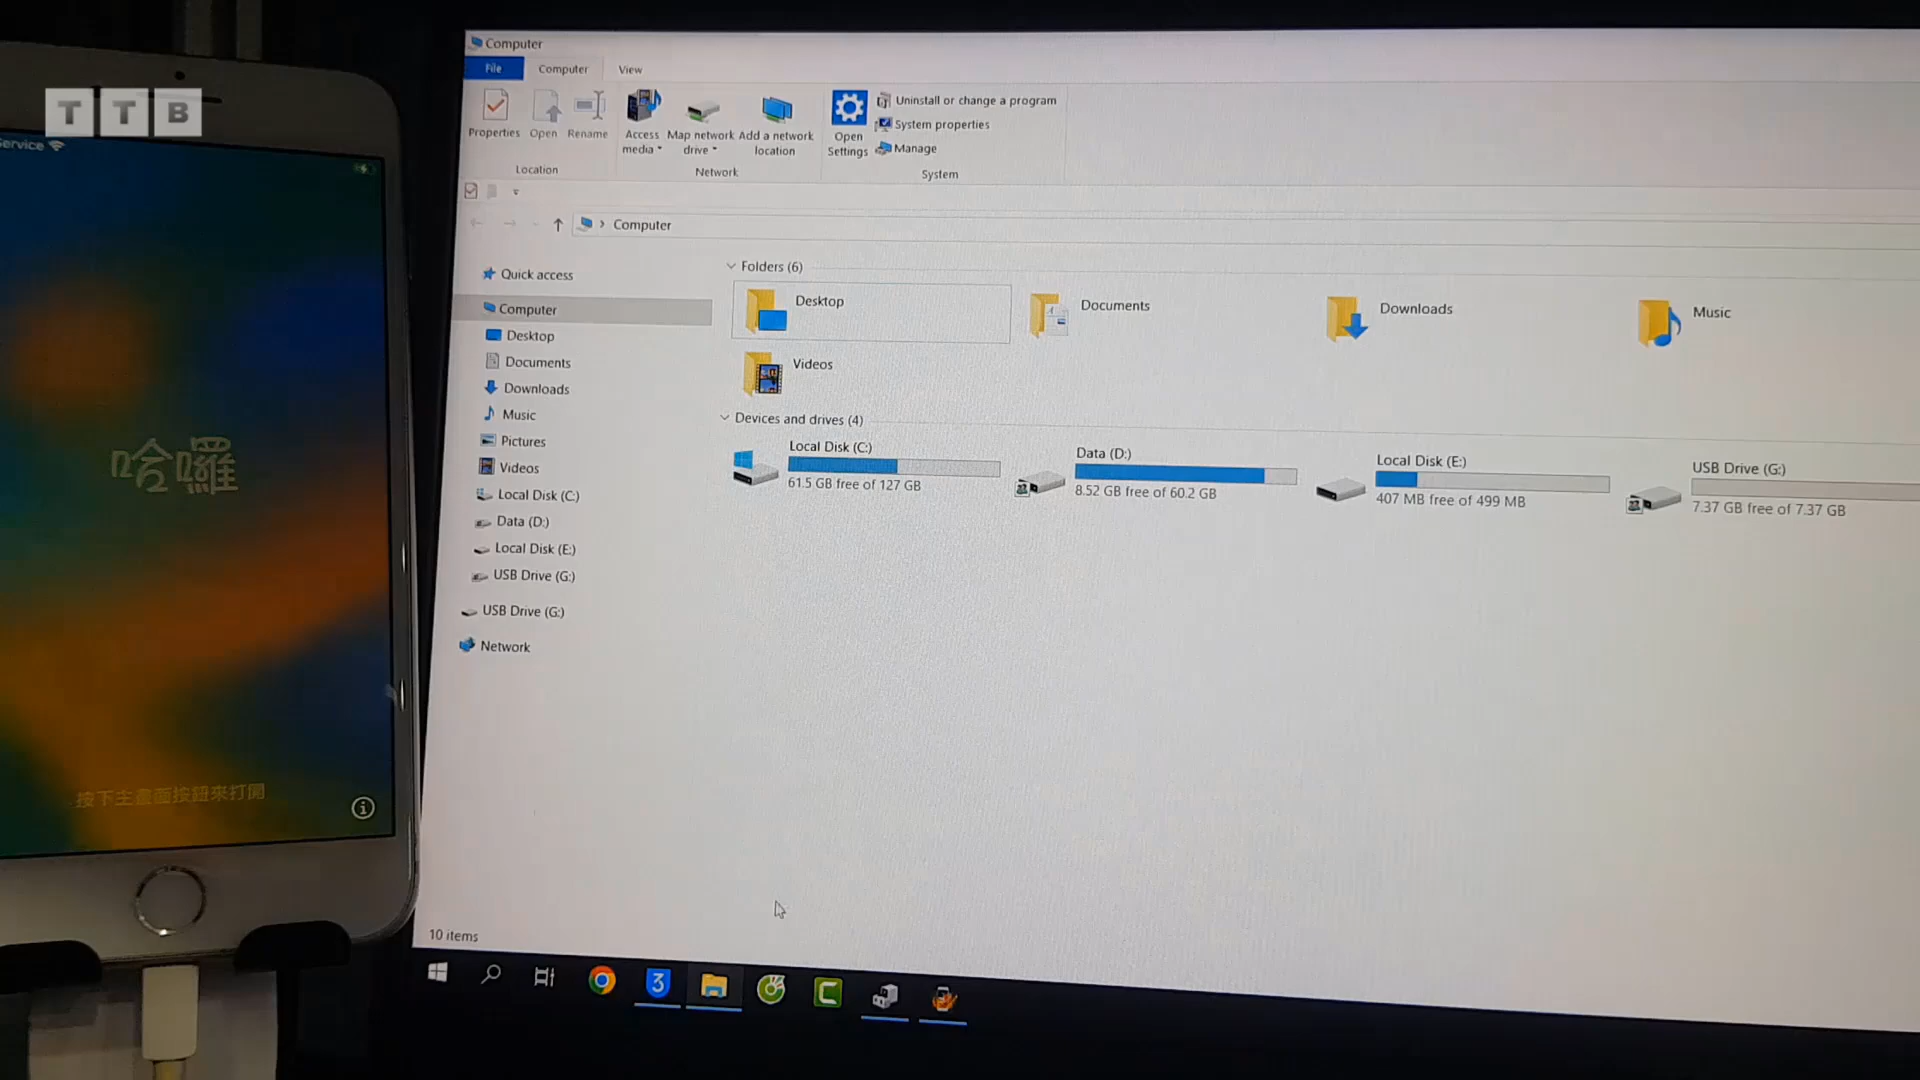 TTB
ervice
哈囉
按下主畫面按鈕來打開
Computer
File
Computer
View
Properties
Open
Rename
Access media
Map network drive
Add a network location
Open Settings
Uninstall or change a program
System properties
Manage
Location
Network
System
Computer
Quick access
Computer
Desktop
Documents
Downloads
Music
Pictures
Videos
Local Disk (C:)
Data (D:)
Local Disk (E:)
USB Drive (G:)
USB Drive (G:)
Network
Folders (6)
Desktop
Documents
Downloads
Music
Videos
Devices and drives (4)
Local Disk (C:)
61.5 GB free of 127 GB
Data (D:)
8.52 GB free of 60.2 GB
Local Disk (E:)
407 MB free of 499 MB
USB Drive (G:)
7.37 GB free of 7.37 GB
10 items
3
C